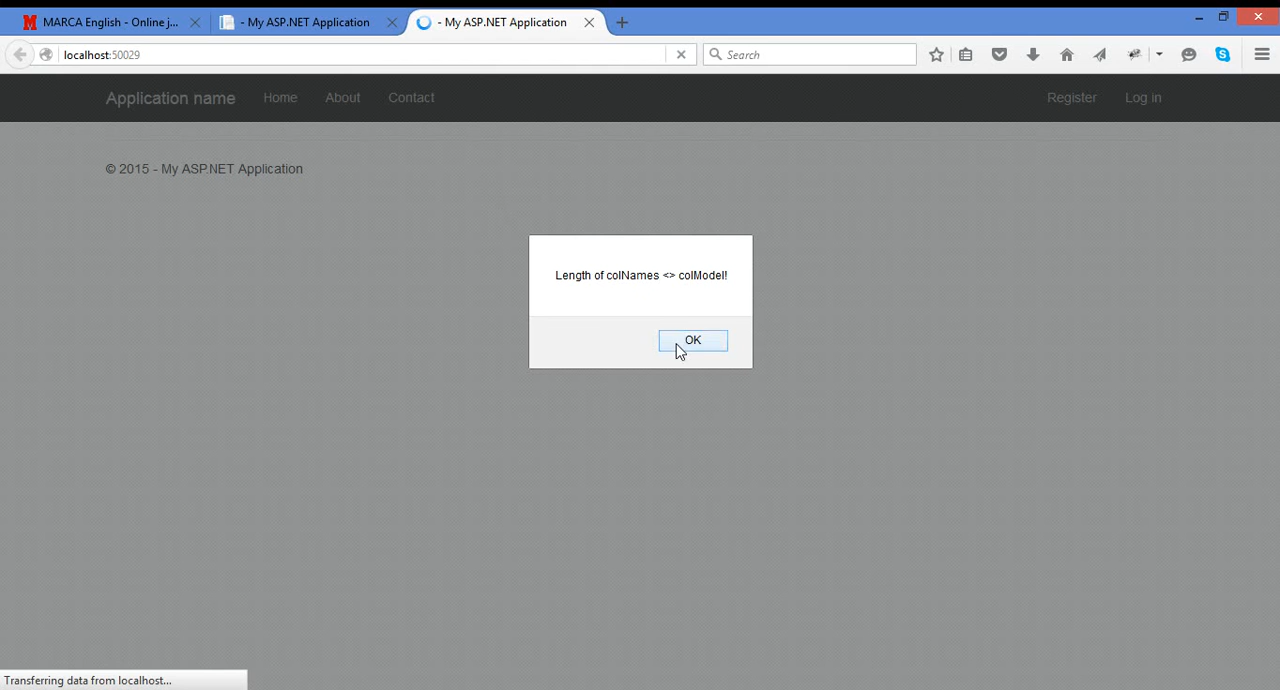 MARCA English - Online j...
- My ASP.NET Application
- My ASP.NET Application
localhost:50029
Search
Application name Home About Contact Register Log in
© 2015 - My ASP.NET Application
Length of colNames <> colModel!
OK
Transferring data from localhost...